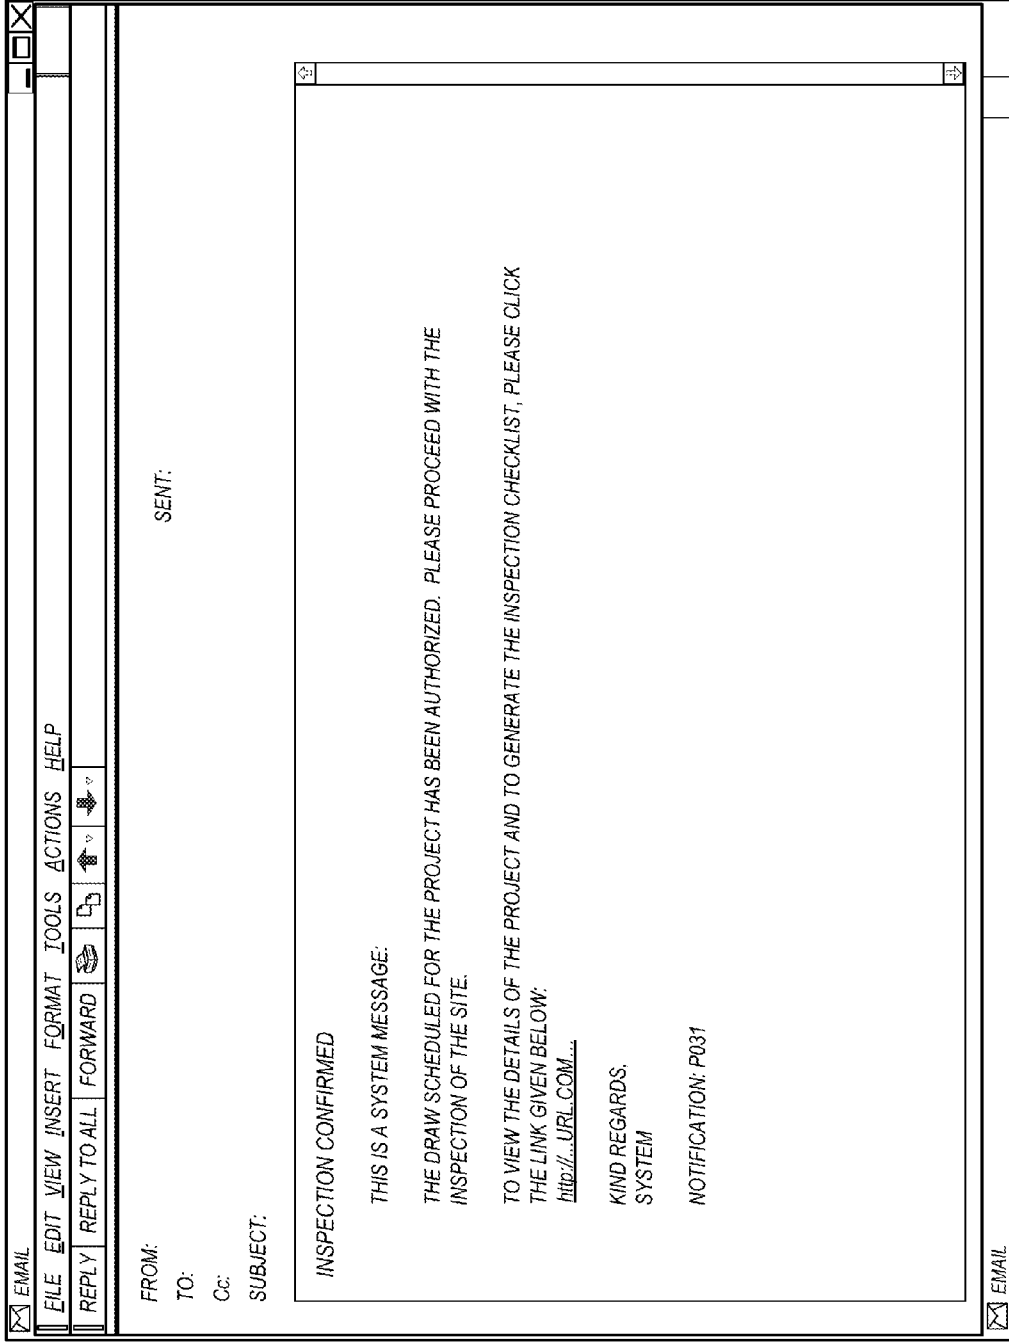 EMAIL
FILE EDIT VIEW INSERT FORMAT TOOLS ACTIONS HELP
REPLY REPLY TO ALL FORWARD
FROM:
SENT:
TO:
Cc:
SUBJECT:
INSPECTION CONFIRMED
THIS IS A SYSTEM MESSAGE:
THE DRAW SCHEDULED FOR THE PROJECT HAS BEEN AUTHORIZED. PLEASE PROCEED WITH THE
INSPECTION OF THE SITE.
TO VIEW THE DETAILS OF THE PROJECT AND TO GENERATE THE INSPECTION CHECKLIST, PLEASE CLICK
THE LINK GIVEN BELOW:
http://...URL.COM...
KIND REGARDS,
SYSTEM
NOTIFICATION: P031
EMAIL